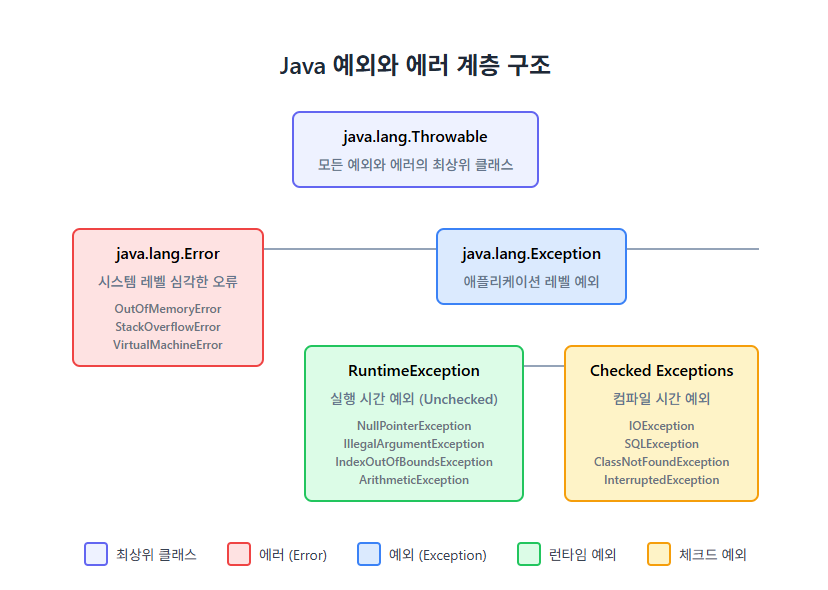 Java 예외와 에러 계층 구조
java.lang.Throwable
모든 예외와 에러의 최상위 클래스
java.lang.Error
시스템 레벨 심각한 오류
OutOfMemoryError
StackOverflowError
VirtualMachineError
java.lang.Exception
애플리케이션 레벨 예외
RuntimeException
실행 시간 예외 (Unchecked)
NullPointerException
IllegalArgumentException
IndexOutOfBoundsException
ArithmeticException
Checked Exceptions
컴파일 시간 예외
IOException
SQLException
ClassNotFoundException
InterruptedException
최상위 클래스
에러 (Error)
예외 (Exception)
런타임 예외
체크드 예외